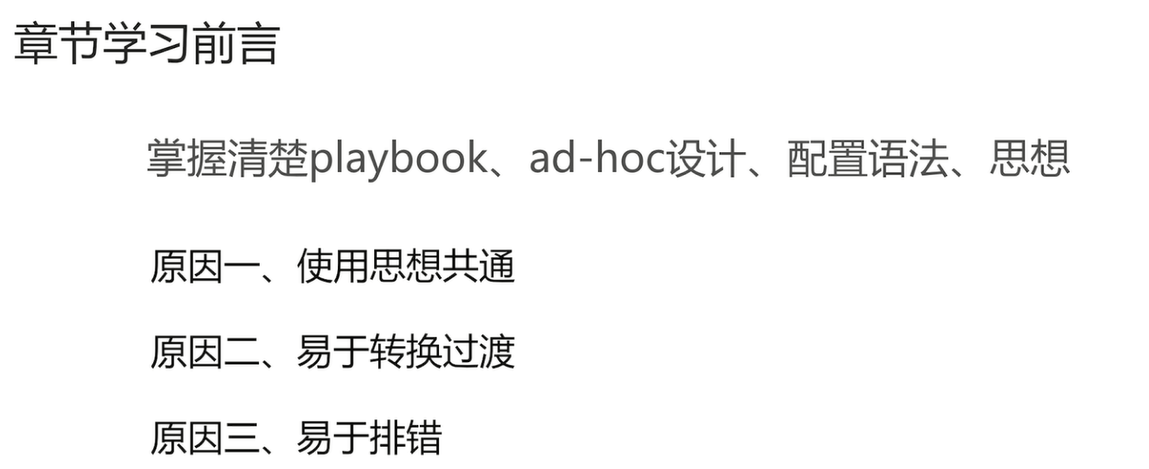 章节学习前言
掌握清楚playbook、ad-hoc设计、配置语法、思想
原因一、使用思想共通
原因二、易于转换过渡
原因三、易于排错